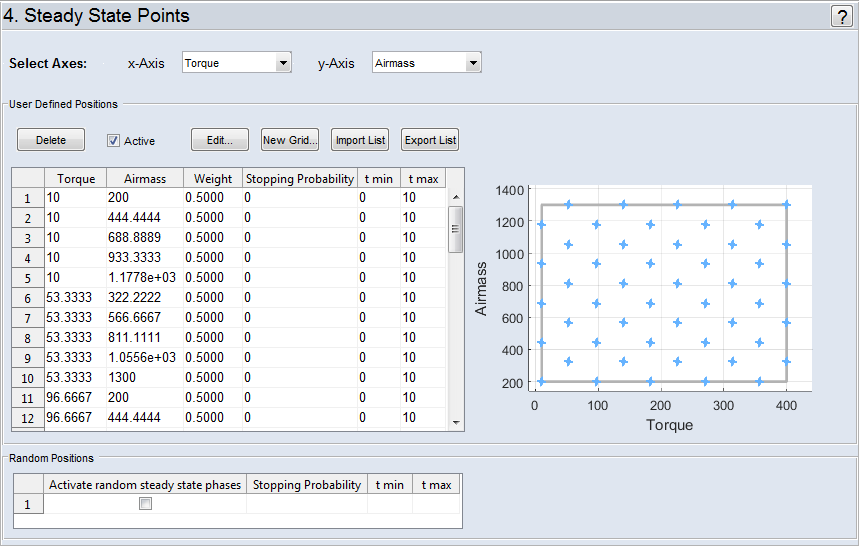 4. Steady State Points ?
Select Axes: x-Axis Torque y-Axis Airmass
User Defined Positions
Delete Active Edit... New Grid... Import List Export List
Torque Airmass Weight Stopping Probability t min t max
1 10 200 0.5000 0 0 10
2 10 444.4444 0.5000 0 0 10
3 10 688.8889 0.5000 0 0 10
4 10 933.3333 0.5000 0 0 10
5 10 1.1778e+03 0.5000 0 0 10
6 53.3333 322.2222 0.5000 0 0 10
7 53.3333 566.6667 0.5000 0 0 10
8 53.3333 811.1111 0.5000 0 0 10
9 53.3333 1.0556e+03 0.5000 0 0 10
10 53.3333 1300 0.5000 0 0 10
11 96.6667 200 0.5000 0 0 10
12 96.6667 444.4444 0.5000 0 0 10
1400
1200
1000
800
600
400
200
Airmass
0 100 200 300 400
Torque
Random Positions
Activate random steady state phases Stopping Probability t min t max
1